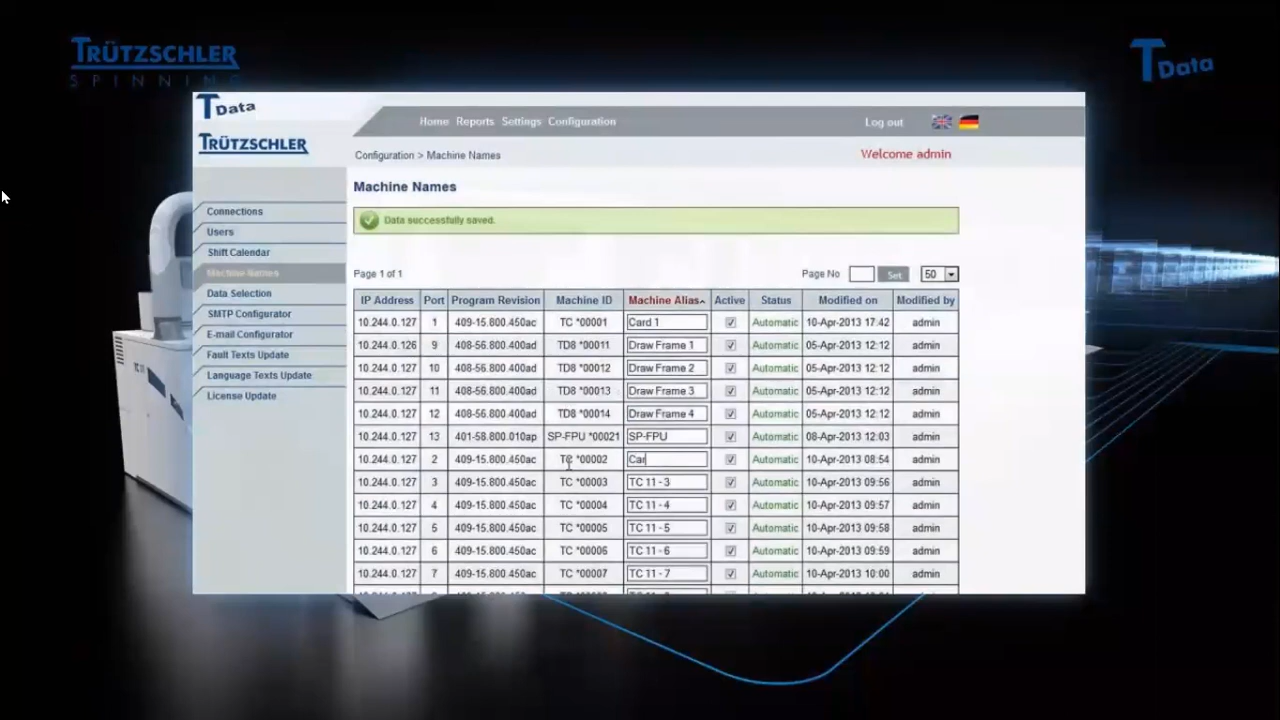 TRÜTZSCHLER
SPINNING
T Data
T Data
TRÜTZSCHLER
Home Reports Settings Configuration
Log out
Configuration > Machine Names
Welcome admin
Machine Names
Data successfully saved.
Connections
Users
Shift Calendar
Machine Names
Data Selection
SMTP Configurator
E-mail Configurator
Fault Texts Update
Language Texts Update
License Update
Page 1 of 1
Page No Set 50
IP Address Port Program Revision Machine ID Machine Alias Active Status Modified on Modified by
10.244.0.127 1 409-15.800.450ac TC *00001 Card 1 Automatic 10-Apr-2013 17:42 admin
10.244.0.126 9 408-56.800.400ad TD8 *00011 Draw Frame 1 Automatic 05-Apr-2013 12:12 admin
10.244.0.127 10 408-56.800.400ad TD8 *00012 Draw Frame 2 Automatic 05-Apr-2013 12:12 admin
10.244.0.127 11 408-56.800.400ad TD8 *00013 Draw Frame 3 Automatic 05-Apr-2013 12:12 admin
10.244.0.127 12 408-56.800.400ad TD8 *00014 Draw Frame 4 Automatic 05-Apr-2013 12:12 admin
10.244.0.127 13 401-58.800.010ap SP-FPU *00021 SP-FPU Automatic 08-Apr-2013 12:03 admin
10.244.0.127 2 409-15.800.450ac TC *00002 Car Automatic 10-Apr-2013 08:54 admin
10.244.0.127 3 409-15.800.450ac TC *00003 TC 11 - 3 Automatic 10-Apr-2013 09:56 admin
10.244.0.127 4 409-15.800.450ac TC *00004 TC 11 - 4 Automatic 10-Apr-2013 09:57 admin
10.244.0.127 5 409-15.800.450ac TC *00005 TC 11 - 5 Automatic 10-Apr-2013 09:58 admin
10.244.0.127 6 409-15.800.450ac TC *00006 TC 11 - 6 Automatic 10-Apr-2013 09:59 admin
10.244.0.127 7 409-15.800.450ac TC *00007 TC 11 - 7 Automatic 10-Apr-2013 10:00 admin
TC 11